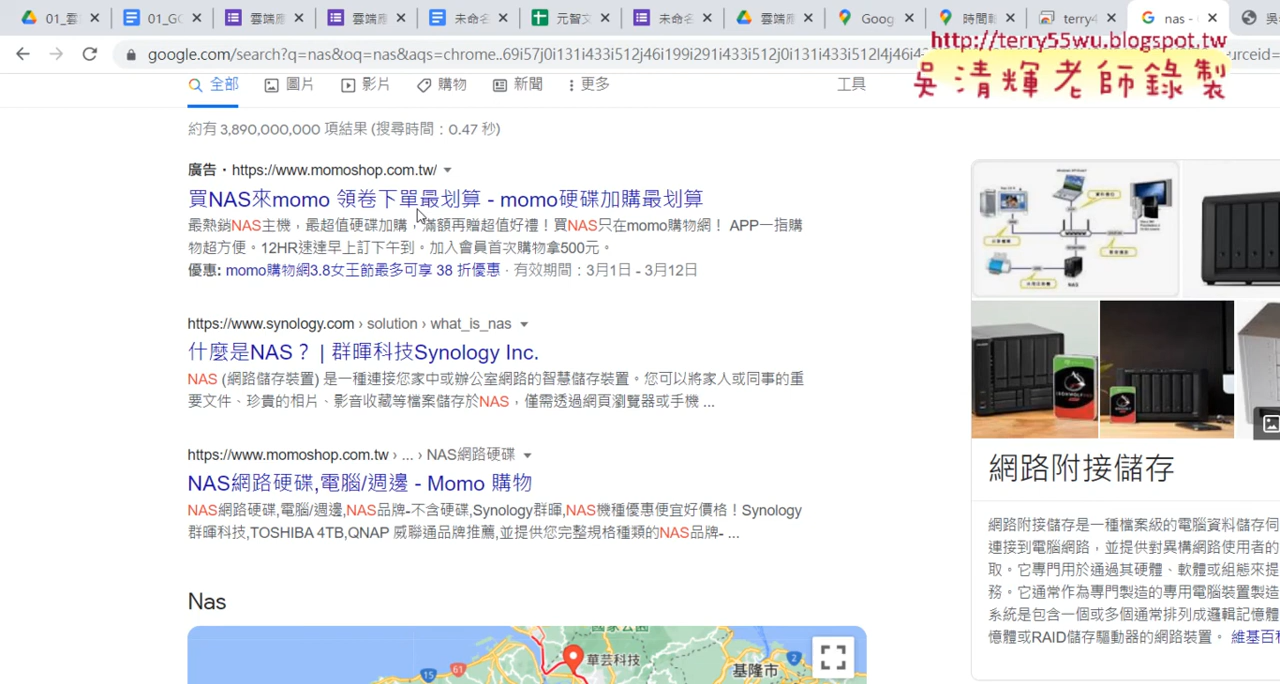 01_雲
01_GC
雲端應
雲端應
未命名
元智文
未命名
雲端應
Goog
時間軸
terry4
nas -
吳
google.com/search?q=nas&oq=nas&aqs=chrome..69i57j0i131i433i512j46i199i291i433i512j0i131i433i512l4j46i4
urceid=
http://terry55wu.blogspot.tw
吳清輝老師錄製
全部 圖片 影片 購物 新聞 更多 工具
約有 3,890,000,000 項結果 (搜尋時間:0.47 秒)
廣告・https://www.momoshop.com.tw/
買NAS來momo 領卷下單最划算 - momo硬碟加購最划算
最熱銷NAS主機,最超值硬碟加購,滿額再贈超值好禮!買NAS只在momo購物網! APP一指購
物超方便。12HR速達早上訂下午到。加入會員首次購物拿500元。
優惠: momo購物網3.8女王節最多可享 38 折優惠 · 有效期間:3月1日 - 3月12日
https://www.synology.com › solution › what_is_nas
什麼是NAS? | 群暉科技Synology Inc.
NAS (網路儲存裝置) 是一種連接您家中或辦公室網路的智慧儲存裝置。您可以將家人或同事的重
要文件、珍貴的相片、影音收藏等檔案儲存於NAS,僅需透過網頁瀏覽器或手機 ...
https://www.momoshop.com.tw › ... › NAS網路硬碟
NAS網路硬碟,電腦/週邊 - Momo 購物
NAS網路硬碟,電腦/週邊,NAS品牌-不含硬碟,Synology群暉,NAS機種優惠便宜好價格!Synology
群暉科技,TOSHIBA 4TB,QNAP 威聯通品牌推薦,並提供您完整規格種類的NAS品牌- ...
Nas
國家公園
華芸科技
基隆市
15
61
2
NAS
網路附接儲存
網路附接儲存是一種檔案級的電腦資料儲存伺
連接到電腦網路,並提供對異構網路使用者的
取。它專門用於通過其硬體、軟體或組態來提
務。它通常作為專門製造的專用電腦裝置製造
系統是包含一個或多個通常排列成邏輯記憶體
憶體或RAID儲存驅動器的網路裝置。 維基百科